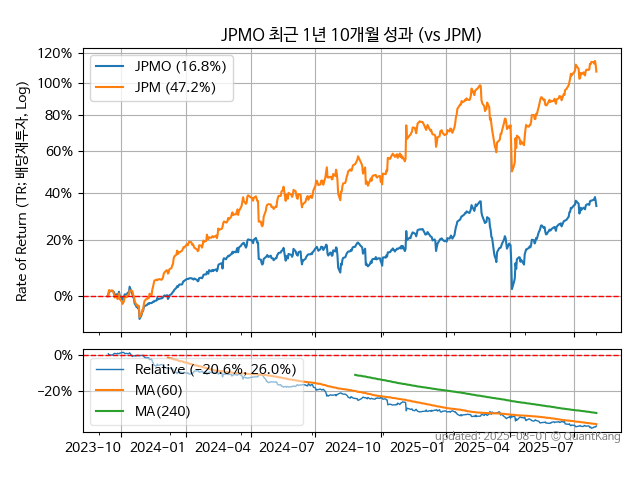 JPMO 최근 1년 10개월 성과 (vs JPM)
Rate of Return (TR: 배당재투자, Log)
120%
100%
80%
60%
40%
20%
0%
JPMO (16.8%)
JPM (47.2%)
0%
−20%
Relative (−20.6%, 26.0%)
MA(60)
MA(240)
2023-10 2024-01 2024-04 2024-07 2024-10 2025-01 2025-04 2025-07
updated: 2025-08-01 © QuantKang